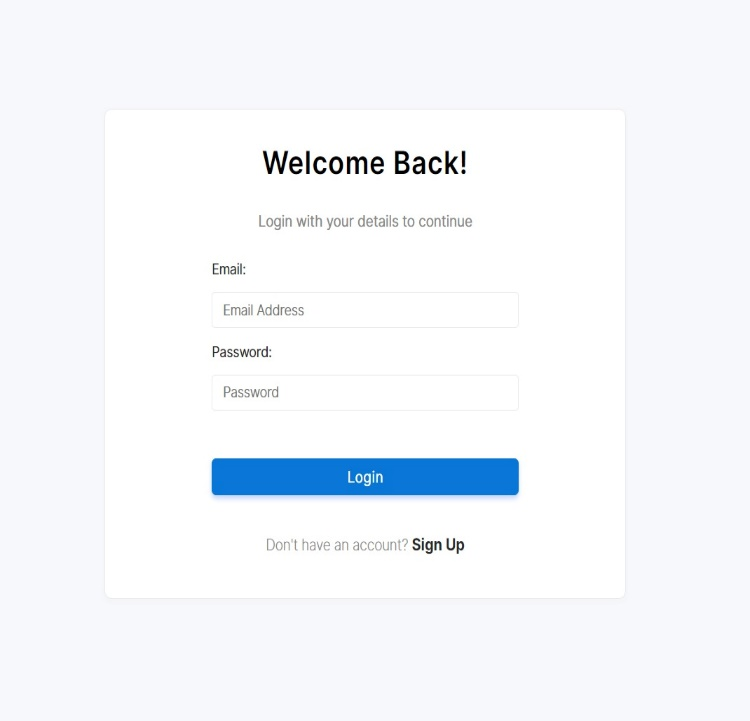 Welcome Back!
Login with your details to continue
Email:
Email Address
Password:
Password
Login
Don't have an account? Sign Up